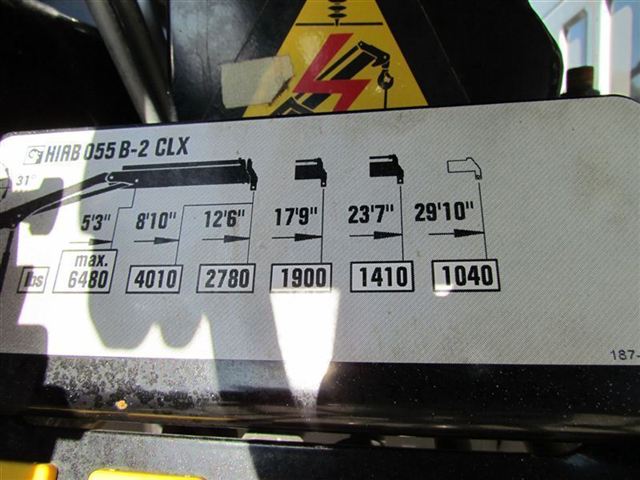 HIAB 055 B-2 CLX
31°
5'3" 8'10" 12'6" 17'9" 23'7" 29'10"
lbs max. 6480 4010 2780 1900 1410 1040
187-